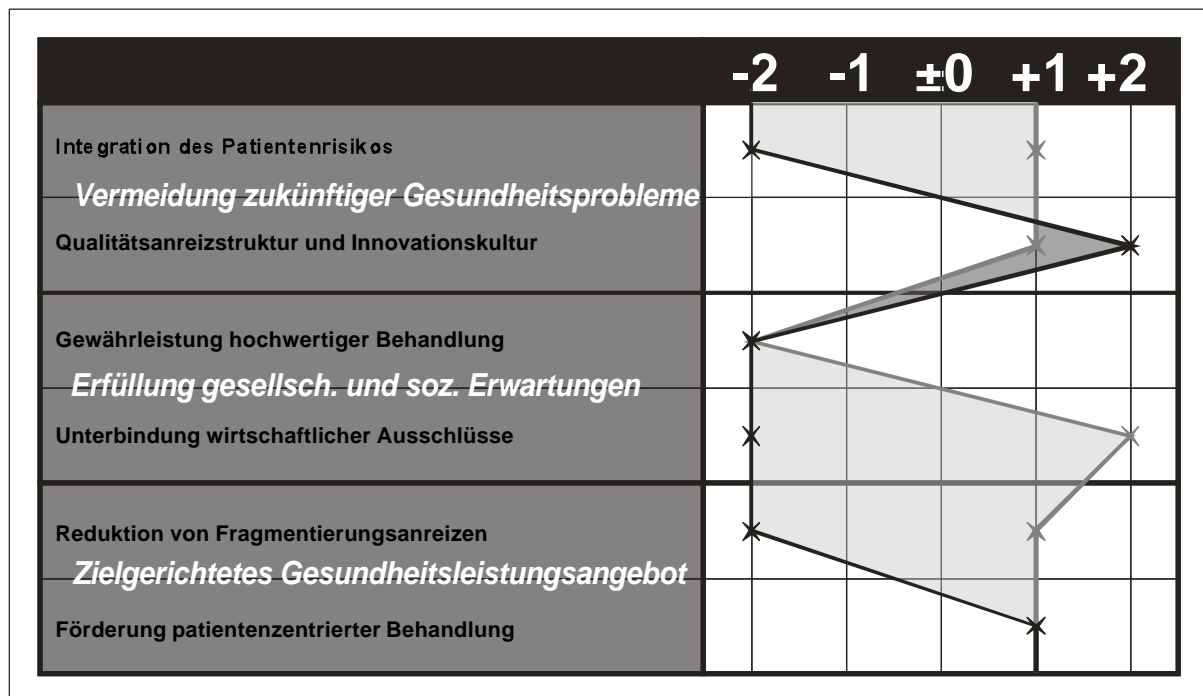 -2 -1 ±0 +1 +2
Integration des Patientenrisikos
Vermeidung zukünftiger Gesundheitsprobleme
Qualitätsanreizstruktur und Innovationskultur
Gewährleistung hochwertiger Behandlung
Erfüllung gesellsch. und soz. Erwartungen
Unterbindung wirtschaftlicher Ausschlüsse
Reduktion von Fragmentierungsanreizen
Zielgerichtetes Gesundheitsleistungsangebot
Förderung patientenzentrierter Behandlung